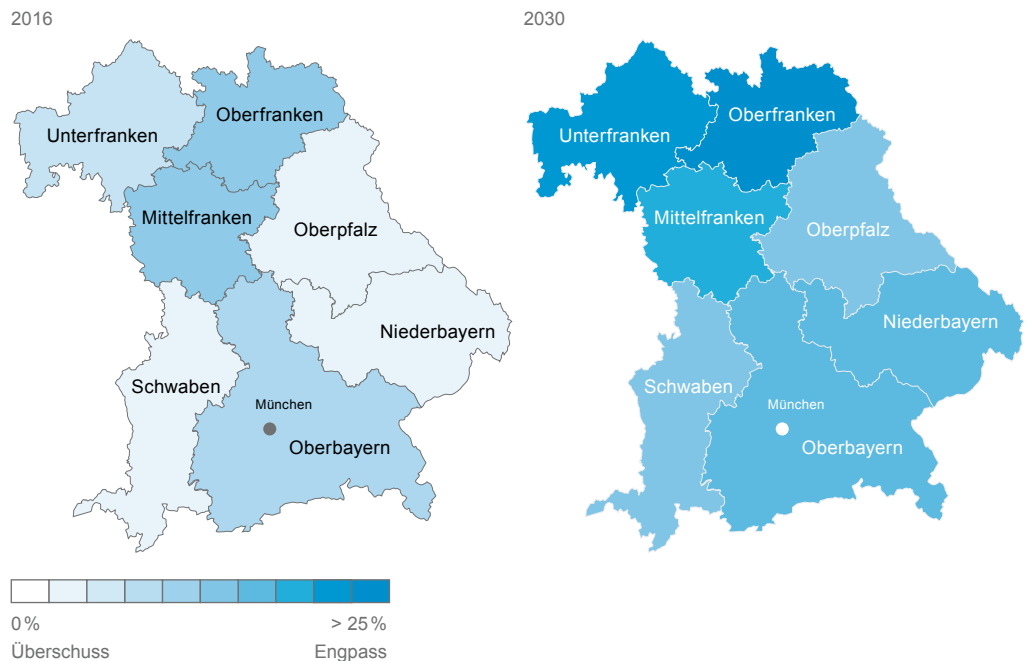 2016
Oberfranken
Unterfranken
Mittelfranken
Oberpfalz
Niederbayern
Schwaben
München
Oberbayern
2030
Oberfranken
Unterfranken
Mittelfranken
Oberpfalz
Niederbayern
Schwaben
München
Oberbayern
0 % > 25 %
Überschuss Engpass